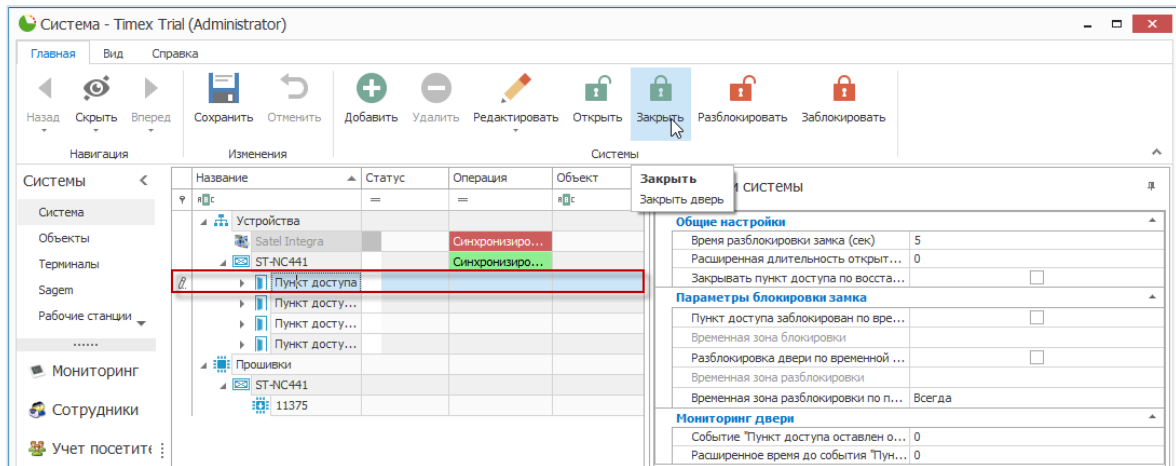 Система - Timex Trial (Administrator)
Главная Вид Справка
Назад Скрыть Вперед Сохранить Отменить Добавить Удалить Редактировать Открыть Закрыть Разблокировать Заблокировать
Навигация Изменения Системы
Системы
Система
Объекты
Терминалы
Sagem
Рабочие станции
Мониторинг
Сотрудники
Учет посетите
Название Статус Операция Объект
= =
Устройства
Satel Integra Синхронизиро...
ST-NC441 Синхронизиро...
Пункт доступа
Пункт досту...
Пункт досту...
Пункт досту...
Прошивки
ST-NC441
11375
Закрыть
Закрыть дверь
системы
Общие настройки
Время разблокировки замка (сек) 5
Расширенная длительность открыт... 0
Закрывать пункт доступа по восста...
Параметры блокировки замка
Пункт доступа заблокирован по вре...
Временная зона блокировки
Разблокировка двери по временной ...
Временная зона разблокировки
Временная зона разблокировки по п... Всегда
Мониторинг двери
Событие "Пункт доступа оставлен о... 0
Расширенное время до события "Пун... 0